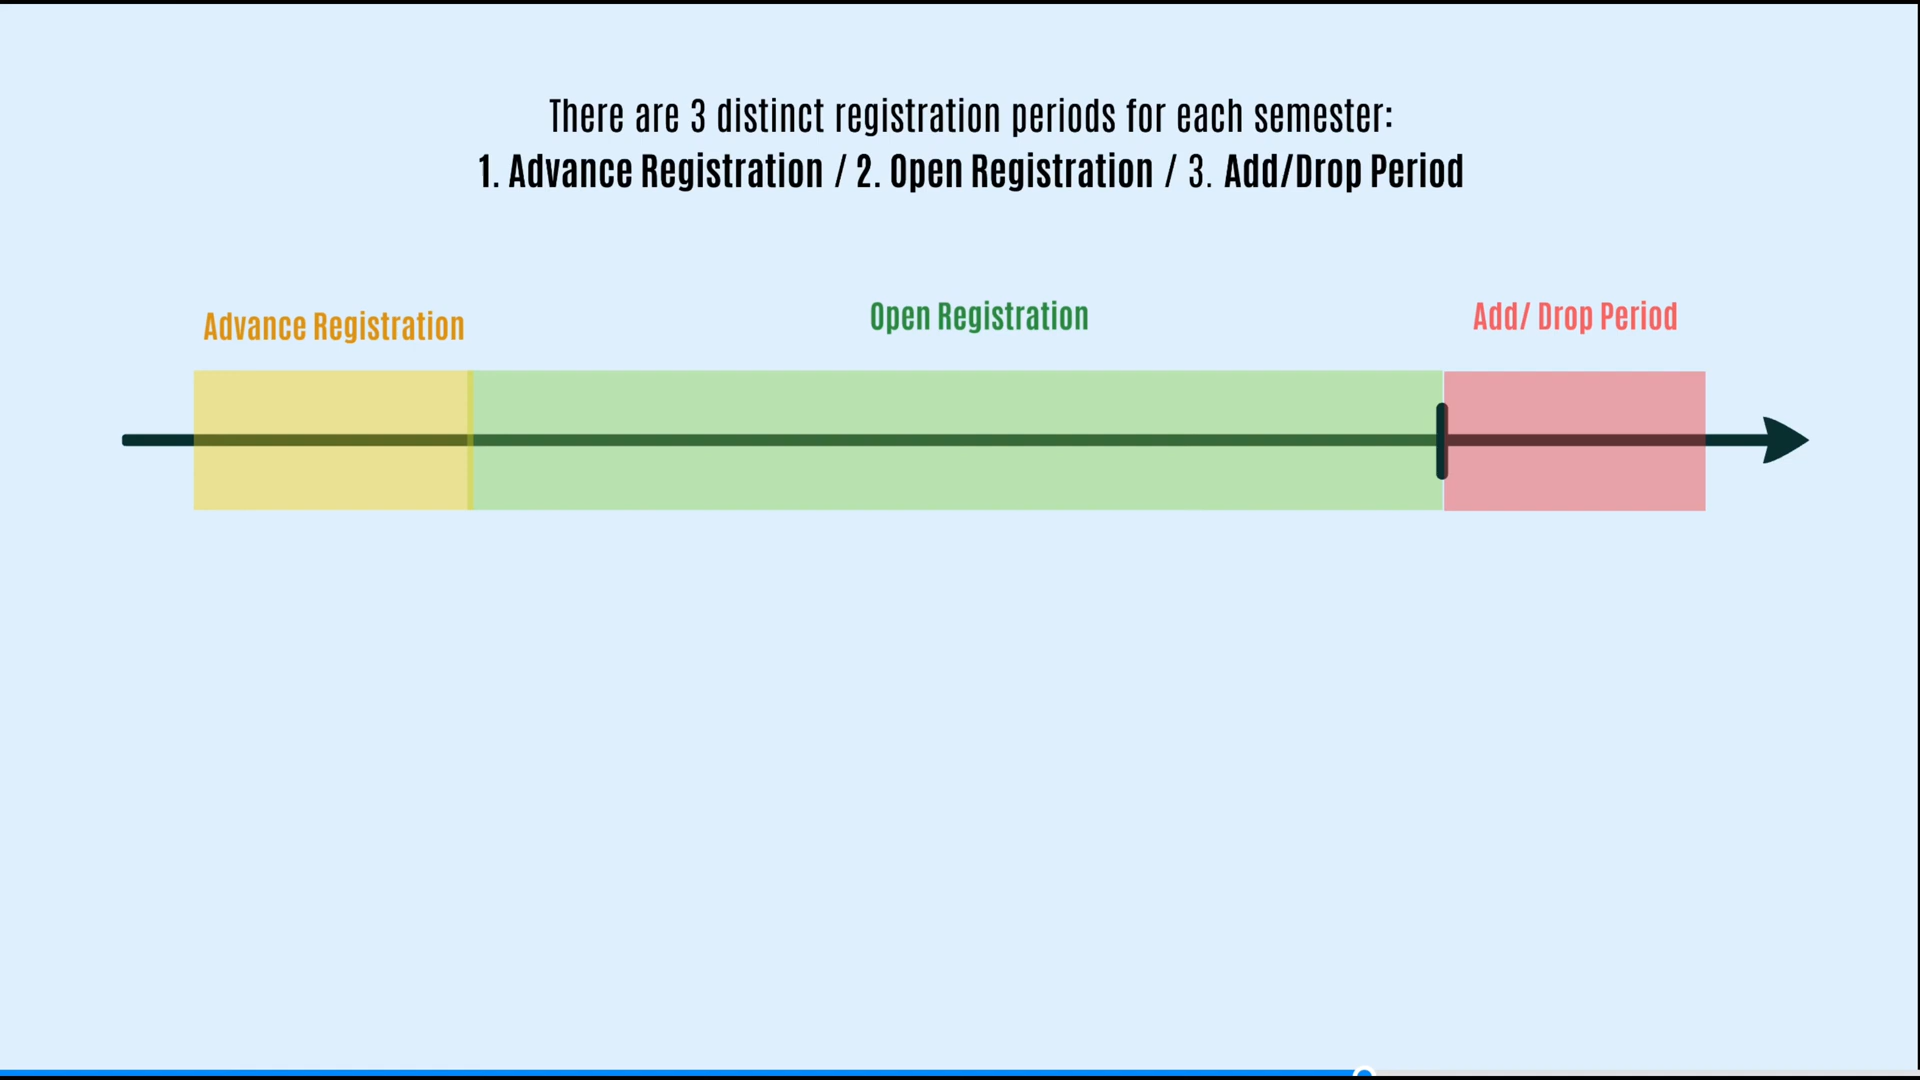 There are 3 distinct registration periods for each semester:
1. Advance Registration / 2. Open Registration / 3. Add/Drop Period
Advance Registration
Open Registration
Add/ Drop Period